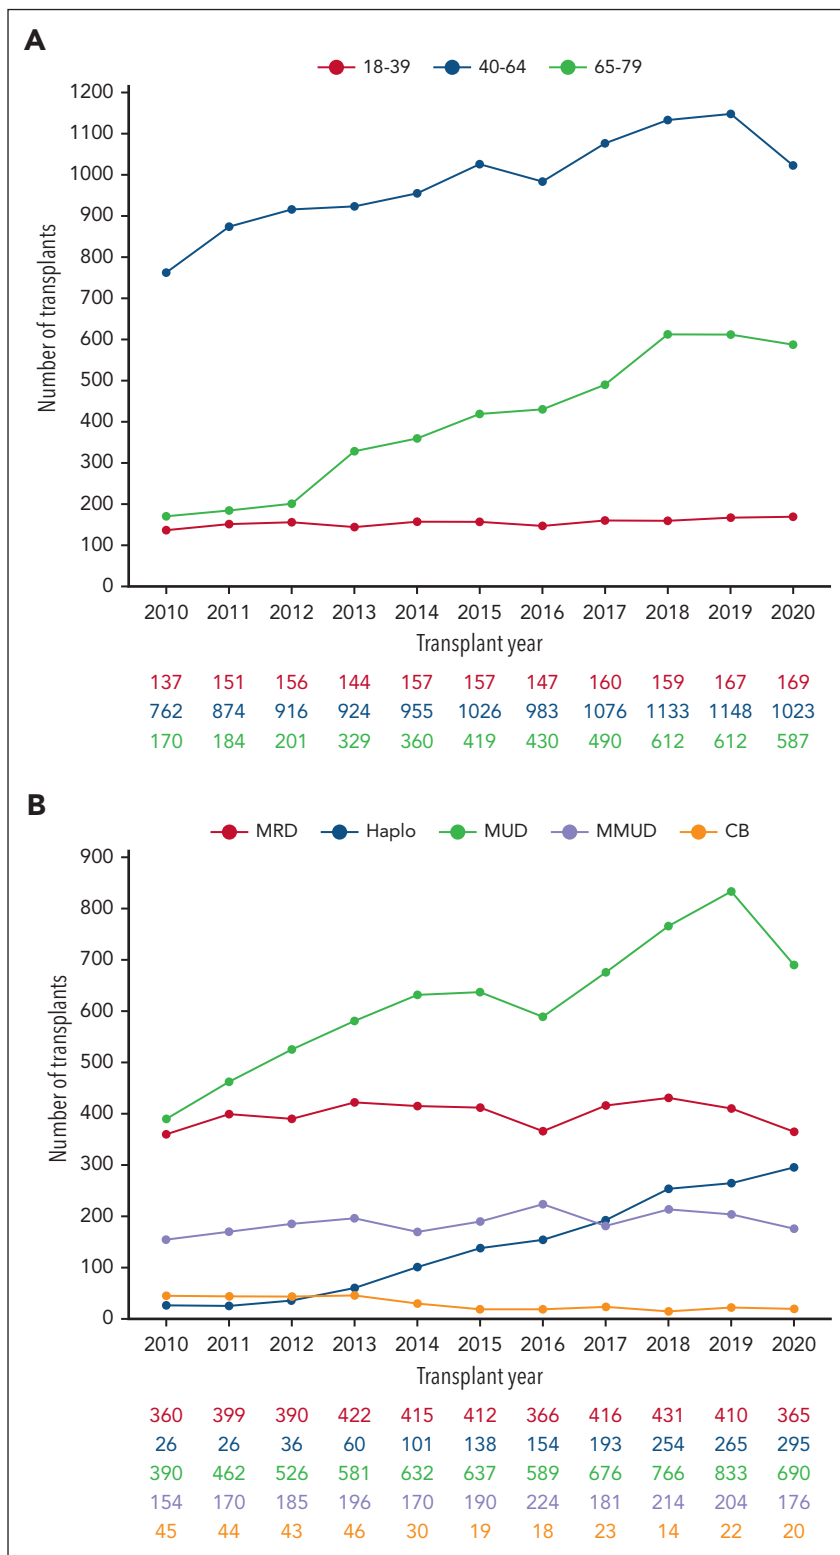 A
18-39 40-64 65-79
1200
1100
1000
900
800
700
600
500
400
300
200
100
0
Number of transplants
2010 2011 2012 2013 2014 2015 2016 2017 2018 2019 2020
Transplant year
137 151 156 144 157 157 147 160 159 167 169
762 874 916 924 955 1026 983 1076 1133 1148 1023
170 184 201 329 360 419 430 490 612 612 587
B
MRD Haplo MUD MMUD CB
900
800
700
600
500
400
300
200
100
0
Number of transplants
2010 2011 2012 2013 2014 2015 2016 2017 2018 2019 2020
Transplant year
360 399 390 422 415 412 366 416 431 410 365
26 26 36 60 101 138 154 193 254 265 295
390 462 526 581 632 637 589 676 766 833 690
154 170 185 196 170 190 224 181 214 204 176
45 44 43 46 30 19 18 23 14 22 20